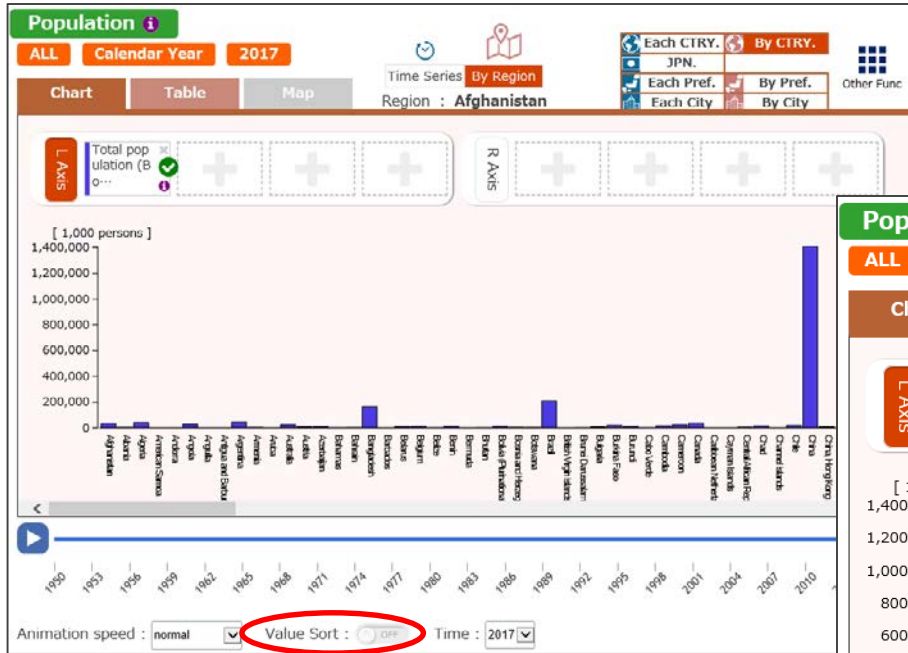 Population i
ALL Calendar Year 2017
Time Series By Region
Region : Afghanistan
Each CTRY. By CTRY.
JPN.
Each Pref. By Pref.
Each City By City
Other Func
Chart Table Map
L Axis
Total pop
ulation (B
o…
R Axis
[ 1,000 persons ]
1,400,000
1,200,000
1,000,000
800,000
600,000
400,000
200,000
0
Afghanistan
Albania
Algeria
American Samoa
Andorra
Angola
Anguilla
Antigua and Barbu
Argentina
Armenia
Aruba
Australia
Austria
Azerbaijan
Bahamas
Bahrain
Bangladesh
Barbados
Belarus
Belgium
Belize
Benin
Bermuda
Bhutan
Bolivia (Plurinationa
Bosnia and Herzeg
Botswana
Brazil
British Virgin Islands
Brunei Darussalam
Bulgaria
Burkina Faso
Burundi
Cabo Verde
Cambodia
Cameroon
Canada
Caribbean Netherla
Cayman Islands
Central African Rep
Chad
Channel Islands
Chile
China
China, Hong Kong
1950
1953
1956
1959
1962
1965
1968
1971
1974
1977
1980
1983
1986
1989
1992
1995
1998
2001
2004
2007
2010
Animation speed : normal Value Sort : OFF Time : 2017
Pop
ALL
Cl
L Axis
[ 1
1,400
1,200
1,000
800
600